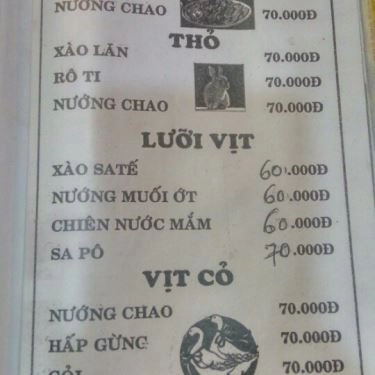 NƯỚNG CHAO 70.000Đ
THỎ
XÀO LĂN 70.000Đ
RÔ TI 70.000Đ
NƯỚNG CHAO 70.000Đ
LƯỠI VỊT
XÀO SATẾ 60.000Đ
NƯỚNG MUỐI ỚT 60.000Đ
CHIÊN NƯỚC MẮM 60.000Đ
SA PÔ 70.000Đ
VỊT CỎ
NƯỚNG CHAO 70.000Đ
HẤP GỪNG 70.000Đ
GỎI 70.000Đ